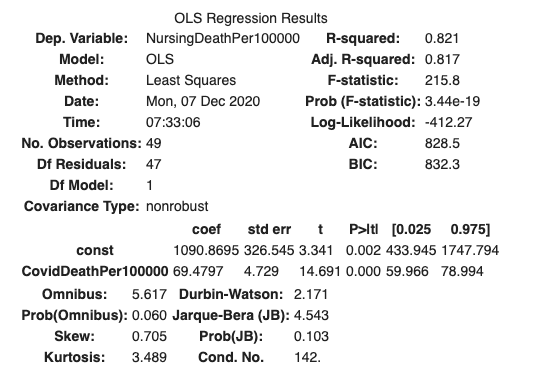 OLS Regression Results
Dep. Variable: NursingDeathPer100000 R-squared: 0.821
Model: OLS Adj. R-squared: 0.817
Method: Least Squares F-statistic: 215.8
Date: Mon, 07 Dec 2020 Prob (F-statistic): 3.44e-19
Time: 07:33:06 Log-Likelihood: -412.27
No. Observations: 49 AIC: 828.5
Df Residuals: 47 BIC: 832.3
Df Model: 1
Covariance Type: nonrobust
coef std err t P>|t| [0.025 0.975]
const 1090.8695 326.545 3.341 0.002 433.945 1747.794
CovidDeathPer100000 69.4797 4.729 14.691 0.000 59.966 78.994
Omnibus: 5.617 Durbin-Watson: 2.171
Prob(Omnibus): 0.060 Jarque-Bera (JB): 4.543
Skew: 0.705 Prob(JB): 0.103
Kurtosis: 3.489 Cond. No. 142.